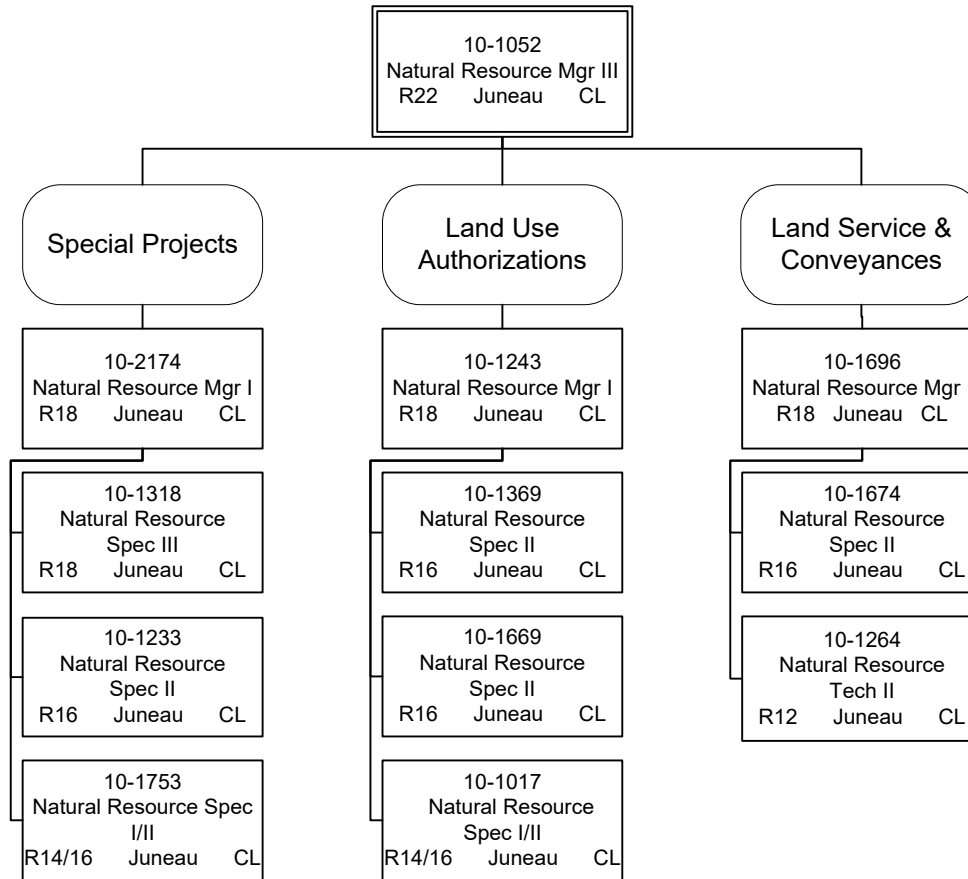 10-1052
Natural Resource Mgr III
R22 Juneau CL
Special Projects
Land Use
Authorizations
Land Service &
Conveyances
10-2174
Natural Resource Mgr I
R18 Juneau CL
10-1243
Natural Resource Mgr I
R18 Juneau CL
10-1696
Natural Resource Mgr
R18 Juneau CL
10-1318
Natural Resource
Spec III
R18 Juneau CL
10-1369
Natural Resource
Spec II
R16 Juneau CL
10-1674
Natural Resource
Spec II
R16 Juneau CL
10-1233
Natural Resource
Spec II
R16 Juneau CL
10-1669
Natural Resource
Spec II
R16 Juneau CL
10-1264
Natural Resource
Tech II
R12 Juneau CL
10-1753
Natural Resource Spec
I/II
R14/16 Juneau CL
10-1017
Natural Resource
Spec I/II
R14/16 Juneau CL